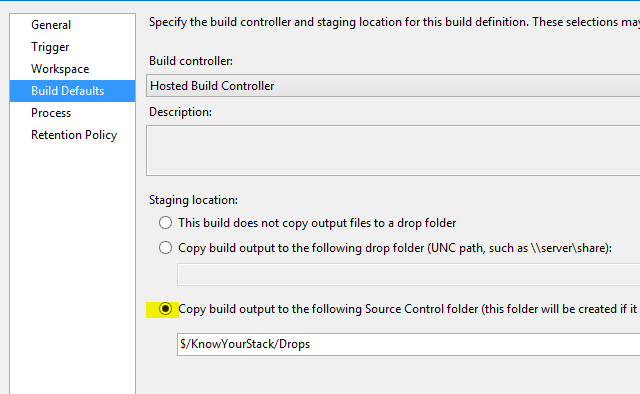 General
Trigger
Workspace
Build Defaults
Process
Retention Policy
Specify the build controller and staging location for this build definition. These selections may
Build controller:
Hosted Build Controller
Description:
Staging location:
This build does not copy output files to a drop folder
Copy build output to the following drop folder (UNC path, such as \\server\share):
Copy build output to the following Source Control folder (this folder will be created if it
$/KnowYourStack/Drops